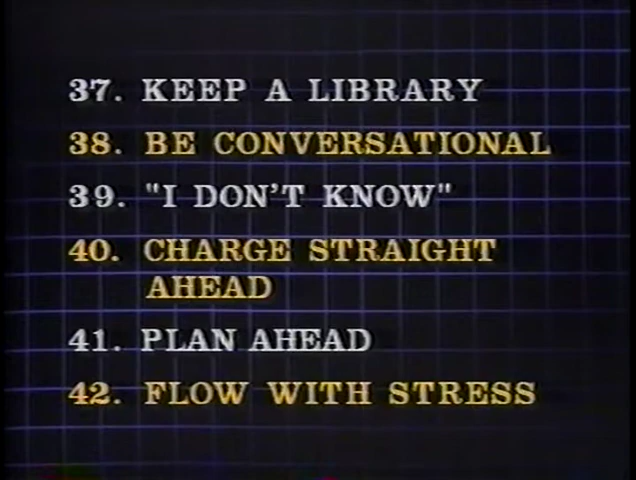 37. KEEP A LIBRARY
38. BE CONVERSATIONAL
39. "I DON'T KNOW"
40. CHARGE STRAIGHT
AHEAD
41. PLAN AHEAD
42. FLOW WITH STRESS